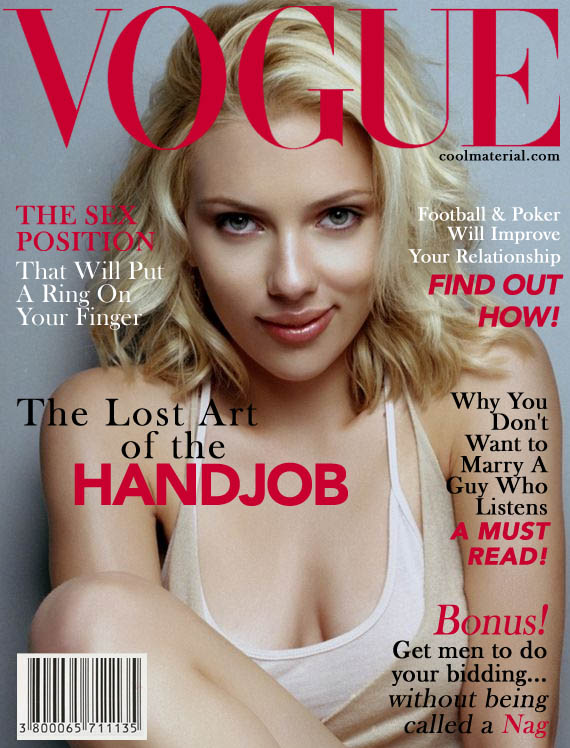 VOGUE
coolmaterial.com
THE SEX
POSITION
That Will Put
A Ring On
Your Finger
Football & Poker
Will Improve
Your Relationship
FIND OUT
HOW!
The Lost Art
of the
HANDJOB
Why You
Don't
Want to
Marry A
Guy Who
Listens
A MUST
READ!
Bonus!
Get men to do
your bidding...
without being
called a Nag
3 800065 711135